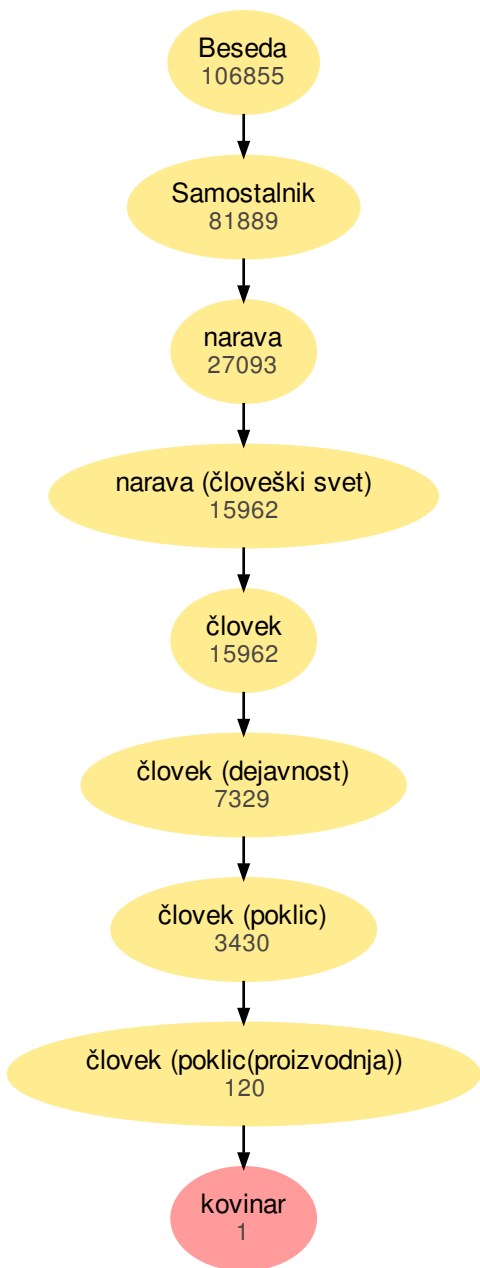 Beseda
106855
Samostalnik
81889
narava
27093
narava (človeški svet)
15962
človek
15962
človek (dejavnost)
7329
človek (poklic)
3430
človek (poklic(proizvodnja))
120
kovinar
1